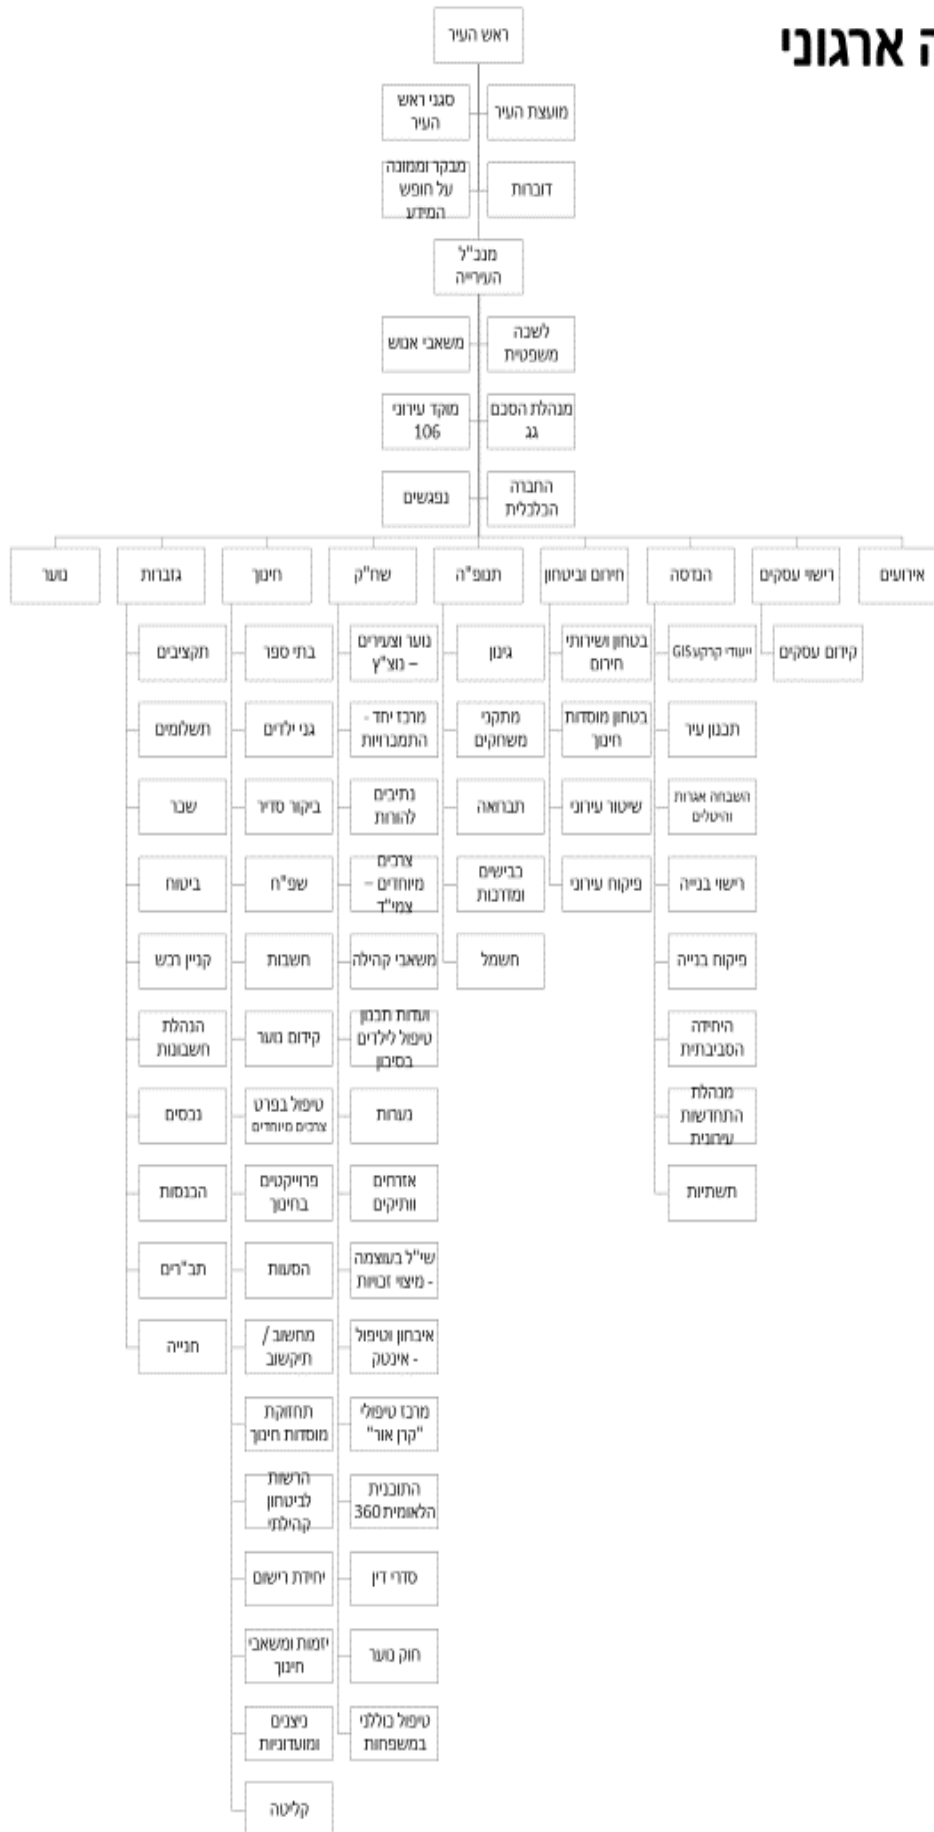 ה ארגוני
ראש העיר
מועצת העיר
סגני ראש
העיר
דוברות
מבקר וממונה
על חופש
המידע
מנכ"ל
העירייה
לשכה
משפטית
משאבי אנוש
מנהלת הסכם
גג
מוקד עירוני
106
החברה
הכלכלית
נפגשים
אירועים
רישוי עסקים
הנדסה
חירום וביטחון
תנופ"ה
שח"ק
חינוך
גזברות
נוער
קידום עסקים
ייעודי קרקע GIS
תכנון עיר
השבחה אגרות
והיטלים
רישוי בנייה
פיקוח בנייה
היחידה
הסביבתית
מנהלת
התחדשות
עירונית
תשתיות
בטחון ושירותי
חירום
בטחון מוסדות
חינוך
שיטור עירוני
פיקוח עירוני
גינון
מתקני
משחקים
תברואה
כבישים
ומדרכות
חשמל
נוער וצעירים
– נוצ"ץ
מרכז יחד -
התמכרויות
נתיבים
להורות
צרכים
מיוחדים –
צמי"ד
משאבי קהילה
ועדות תכנון
טיפול לילדים
בסיכון
נערות
אזרחים
וותיקים
שי"ל בעוצמה
- מיצוי זכויות
איבחון וטיפול
- אינטק
מרכז טיפולי
"קרן אור"
התוכנית
הלאומית 360
סדרי דין
חוק נוער
טיפול כוללני
במשפחות
בתי ספר
גני ילדים
ביקור סדיר
שפ"ח
חשבות
קידום נוער
טיפול בפרט
צרכים מיוחדים
פרוייקטים
בחינוך
הסעות
מחשוב /
תיקשוב
תחזוקת
מוסדות חינוך
הרשות
לביטחון
קהילתי
יחידת רישום
יזמות ומשאבי
חינוך
ניצנים
ומועדוניות
קליטה
תקציבים
תשלומים
שכר
ביטוח
קניין רכש
הנהלת
חשבונות
נכסים
הכנסות
תב"רים
חנייה